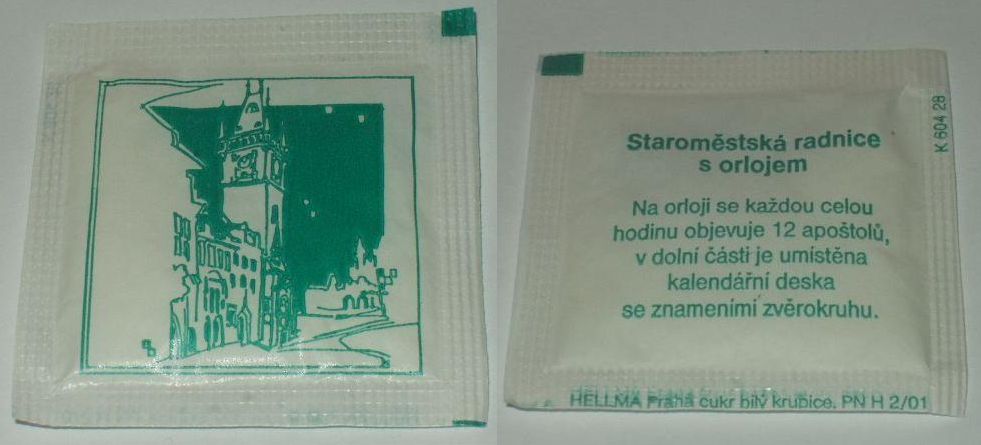 Staroměstská radnice
s orlojem
Na orloji se každou celou
hodinu objevuje 12 apoštolů,
v dolní části je umístěna
kalendářní deska
se znameními zvěrokruhu.
HELLMA Praha cukr bílý krupice. PN H 2/01
K 604 28